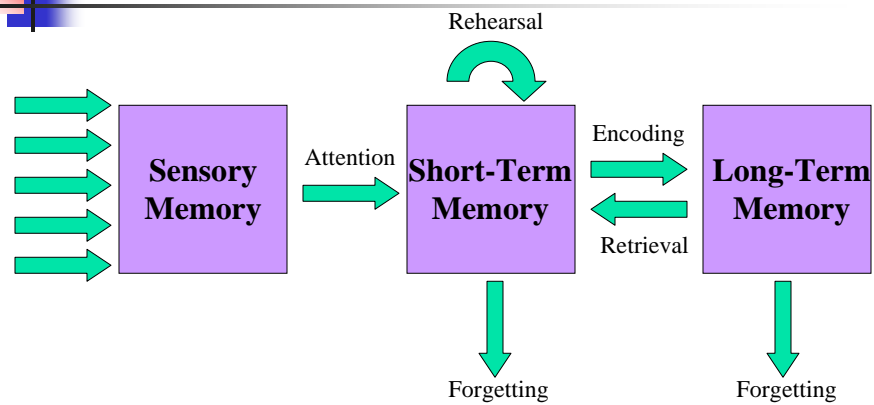 Rehearsal
Sensory
Memory
Attention
Short-Term
Memory
Encoding
Retrieval
Long-Term
Memory
Forgetting
Forgetting